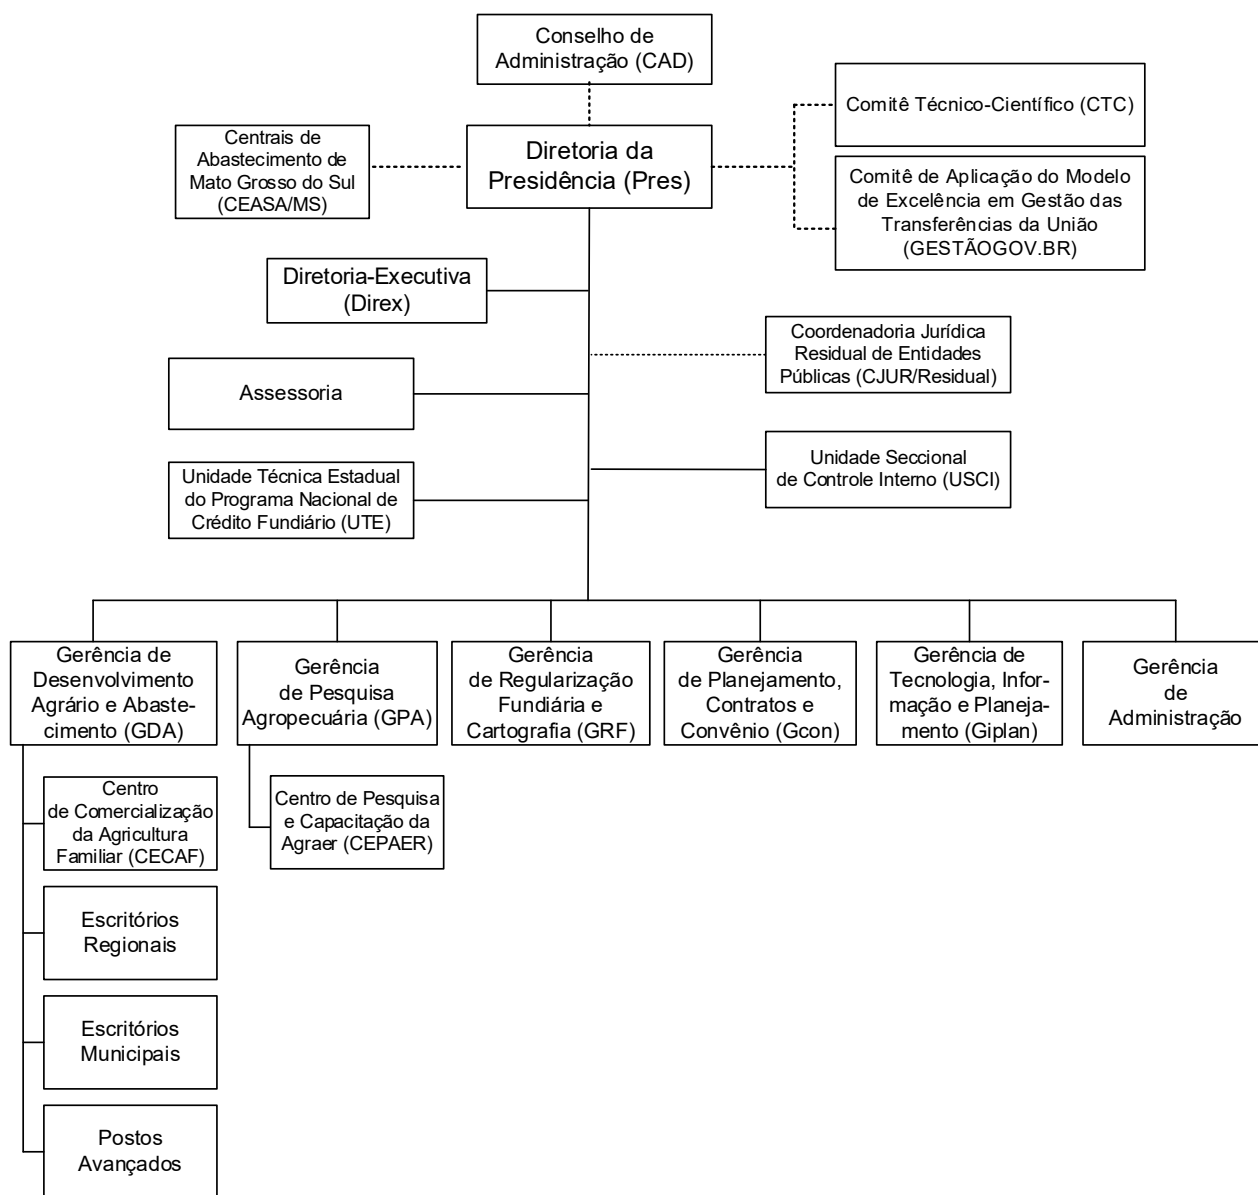 Conselho de
Administração (CAD)
Comitê Técnico-Científico (CTC)
Centrais de
Abastecimento de
Mato Grosso do Sul
(CEASA/MS)
Diretoria da
Presidência (Pres)
Comitê de Aplicação do Modelo
de Excelência em Gestão das
Transferências da União
(GESTÃOGOV.BR)
Diretoria-Executiva
(Direx)
Coordenadoria Jurídica
Residual de Entidades
Públicas (CJUR/Residual)
Assessoria
Unidade Seccional
de Controle Interno (USCI)
Unidade Técnica Estadual
do Programa Nacional de
Crédito Fundiário (UTE)
Gerência de
Desenvolvimento
Agrário e Abaste-
cimento (GDA)
Gerência
de Pesquisa
Agropecuária (GPA)
Gerência
de Regularização
Fundiária e
Cartografia (GRF)
Gerência
de Planejamento,
Contratos e
Convênio (Gcon)
Gerência de
Tecnologia, Infor-
mação e Planeja-
mento (Giplan)
Gerência
de
Administração
Centro
de Comercialização
da Agricultura
Familiar (CECAF)
Centro de Pesquisa
e Capacitação da
Agraer (CEPAER)
Escritórios
Regionais
Escritórios
Municipais
Postos
Avançados